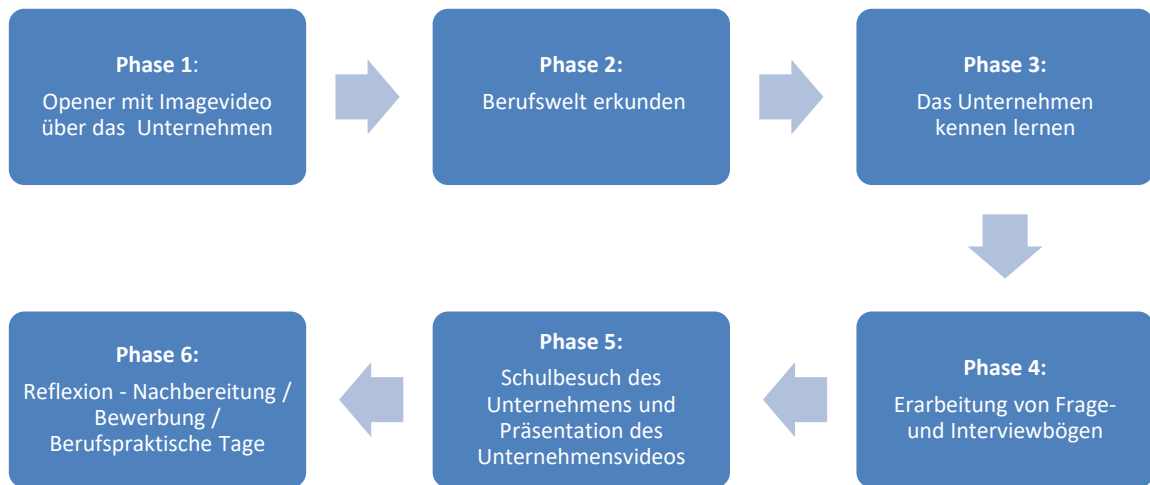 Phase 1:
Opener mit Imagevideo
über das Unternehmen
Phase 2:
Berufswelt erkunden
Phase 3:
Das Unternehmen
kennen lernen
Phase 4:
Erarbeitung von Frage-
und Interviewbögen
Phase 5:
Schulbesuch des
Unternehmens und
Präsentation des
Unternehmensvideos
Phase 6:
Reflexion - Nachbereitung /
Bewerbung /
Berufspraktische Tage